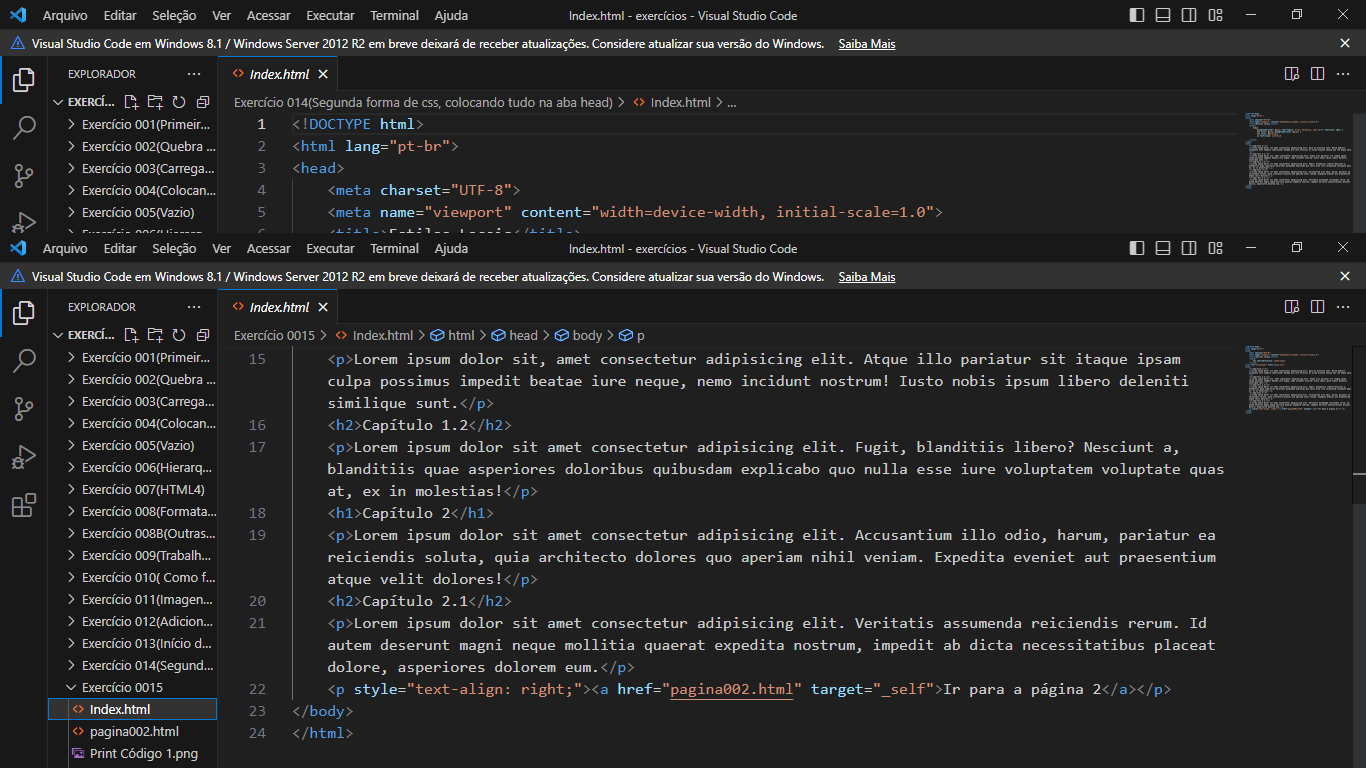 Arquivo Editar Seleção Ver Acessar Executar Terminal Ajuda Index.html - exercícios - Visual Studio Code
Visual Studio Code em Windows 8.1 / Windows Server 2012 R2 em breve deixará de receber atualizações. Considere atualizar sua versão do Windows. Saiba Mais
EXPLORADOR ... Index.html
EXERCÍ... Exercício 014(Segunda forma de css, colocando tudo na aba head) > Index.html > ...
Exercício 001(Primeir... 1 <!DOCTYPE html>
Exercício 002(Quebra ... 2 <html lang="pt-br">
Exercício 003(Carrega... 3 <head>
Exercício 004(Colocan... 4 <meta charset="UTF-8">
Exercício 005(Vazio) 5 <meta name="viewport" content="width=device-width, initial-scale=1.0">
Arquivo Editar Seleção Ver Acessar Executar Terminal Ajuda Index.html - exercícios - Visual Studio Code
Visual Studio Code em Windows 8.1 / Windows Server 2012 R2 em breve deixará de receber atualizações. Considere atualizar sua versão do Windows. Saiba Mais
EXPLORADOR ... Index.html
EXERCÍ... Exercício 0015 > Index.html > html > head > body > p
Exercício 001(Primeir... 15 <p>Lorem ipsum dolor sit, amet consectetur adipisicing elit. Atque illo pariatur sit itaque ipsam
Exercício 002(Quebra ... culpa possimus impedit beatae iure neque, nemo incidunt nostrum! Iusto nobis ipsum libero deleniti
Exercício 003(Carrega... similique sunt.</p>
Exercício 004(Colocan... 16 <h2>Capítulo 1.2</h2>
Exercício 005(Vazio) 17 <p>Lorem ipsum dolor sit amet consectetur adipisicing elit. Fugit, blanditiis libero? Nesciunt a,
Exercício 006(Hierarq... blanditiis quae asperiores doloribus quibusdam explicabo quo nulla esse iure voluptatem voluptate quas
Exercício 007(HTML4) at, ex in molestias!</p>
Exercício 008(Formata... 18 <h1>Capítulo 2</h1>
Exercício 008B(Outras... 19 <p>Lorem ipsum dolor sit amet consectetur adipisicing elit. Accusantium illo odio, harum, pariatur ea
Exercício 009(Trabalh... reiciendis soluta, quia architecto dolores quo aperiam nihil veniam. Expedita eveniet aut praesentium
Exercício 010( Como f... atque velit dolores!</p>
Exercício 011(Imagen... 20 <h2>Capítulo 2.1</h2>
Exercício 012(Adicion... 21 <p>Lorem ipsum dolor sit amet consectetur adipisicing elit. Veritatis assumenda reiciendis rerum. Id
Exercício 013(Início d... autem deserunt magni neque mollitia quaerat expedita nostrum, impedit ab dicta necessitatibus placeat
Exercício 014(Segund... dolore, asperiores dolorem eum.</p>
Exercício 0015 22 <p style="text-align: right;"><a href="pagina002.html" target="_self">Ir para a página 2</a></p>
Index.html 23 </body>
pagina002.html 24 </html>
Print Código 1.png